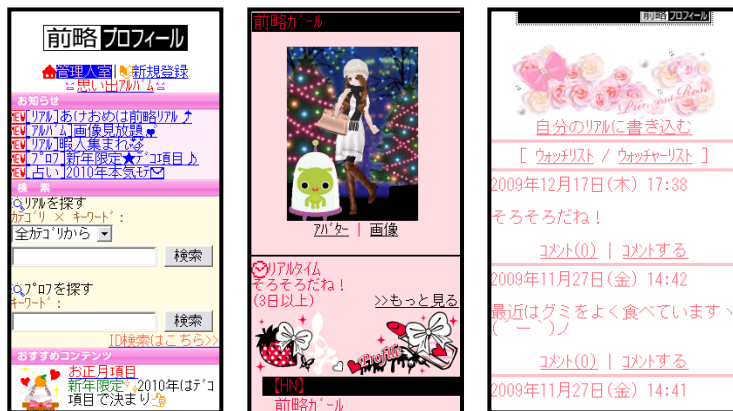 前略プロフィール
管理人室|新規登録
思い出ｱﾙﾊﾞﾑ
お知らせ
NEW[ﾘｱﾙ]あけおめは前略ﾘｱﾙ
NEW[ｱﾙﾊﾞﾑ]画像見放題
NEW[ﾘｱﾙ]暇人集まれ
NEW[ﾌﾟﾛﾌ]新年限定★ﾃﾞｺ項目♪
NEW[占い]2010年本気ﾓﾃ
検 索
ﾘｱﾙを探す
ｶﾃｺﾞﾘ × ｷｰﾜｰﾄﾞ:
全ｶﾃｺﾞﾘから
検索
ﾌﾟﾛﾌを探す
ｷｰﾜｰﾄﾞ:
検索
ID検索はこちら>>
おすすめコンテンツ
お正月項目
新年限定 2010年はﾃﾞｺ
項目で決まり
前略ｶﾞｰﾙ
ｱﾊﾞﾀｰ | 画像
ﾘｱﾙﾀｲﾑ
そろそろだね！
(3日以上) >>もっと見る
Profile
【HN】
前略ｶﾞｰﾙ
前略プロフィール
Princess Rose
自分のﾘｱﾙに書き込む
[ ｳｫｯﾁﾘｽﾄ / ｳｫｯﾁｬｰﾘｽﾄ ]
2009年12月17日(木) 17:38
そろそろだね！
ｺﾒﾝﾄ(0) | ｺﾒﾝﾄする
2009年11月27日(金) 14:42
最近はグミをよく食べています
(´ー｀)ノ
ｺﾒﾝﾄ(0) | ｺﾒﾝﾄする
2009年11月27日(金) 14:41